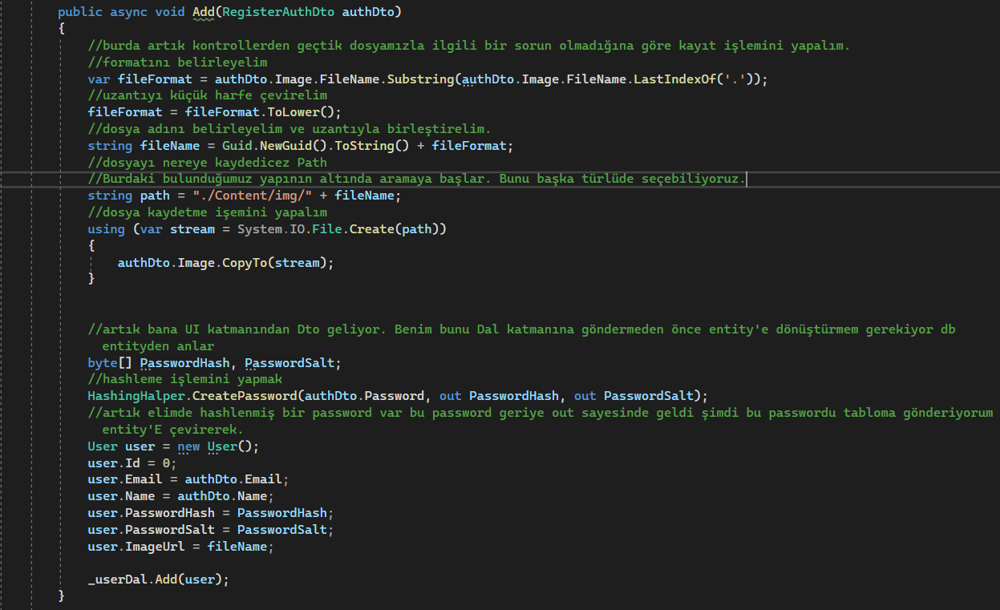 public async void Add(RegisterAuthDto authDto)
{
//burda artık kontrollerden geçtik dosyamızla ilgili bir sorun olmadığına göre kayıt işlemini yapalım.
//formatını belirleyelim
var fileFormat = authDto.Image.FileName.Substring(authDto.Image.FileName.LastIndexOf('.'));
//uzantıyı küçük harfe çevirelim
fileFormat = fileFormat.ToLower();
//dosya adını belirleyelim ve uzantıyla birleştirelim.
string fileName = Guid.NewGuid().ToString() + fileFormat;
//dosyayı nereye kaydedicez Path
//Burdaki bulunduğumuz yapının altında aramaya başlar. Bunu başka türlüde seçebiliyoruz.
string path = "./Content/img/" + fileName;
//dosya kaydetme işemini yapalım
using (var stream = System.IO.File.Create(path))
{
authDto.Image.CopyTo(stream);
}
//artık bana UI katmanından Dto geliyor. Benim bunu Dal katmanına göndermeden önce entity'e dönüştürmem gerekiyor db
entityden anlar
byte[] PasswordHash, PasswordSalt;
//hashleme işlemini yapmak
HashingHelper.CreatePassword(authDto.Password, out PasswordHash, out PasswordSalt);
//artık elimde hashlenmiş bir password var bu password geriye out sayesinde geldi şimdi bu passwordu tabloma gönderiyorum
entity'E çevirerek.
User user = new User();
user.Id = 0;
user.Email = authDto.Email;
user.Name = authDto.Name;
user.PasswordHash = PasswordHash;
user.PasswordSalt = PasswordSalt;
user.ImageUrl = fileName;
_userDal.Add(user);
}